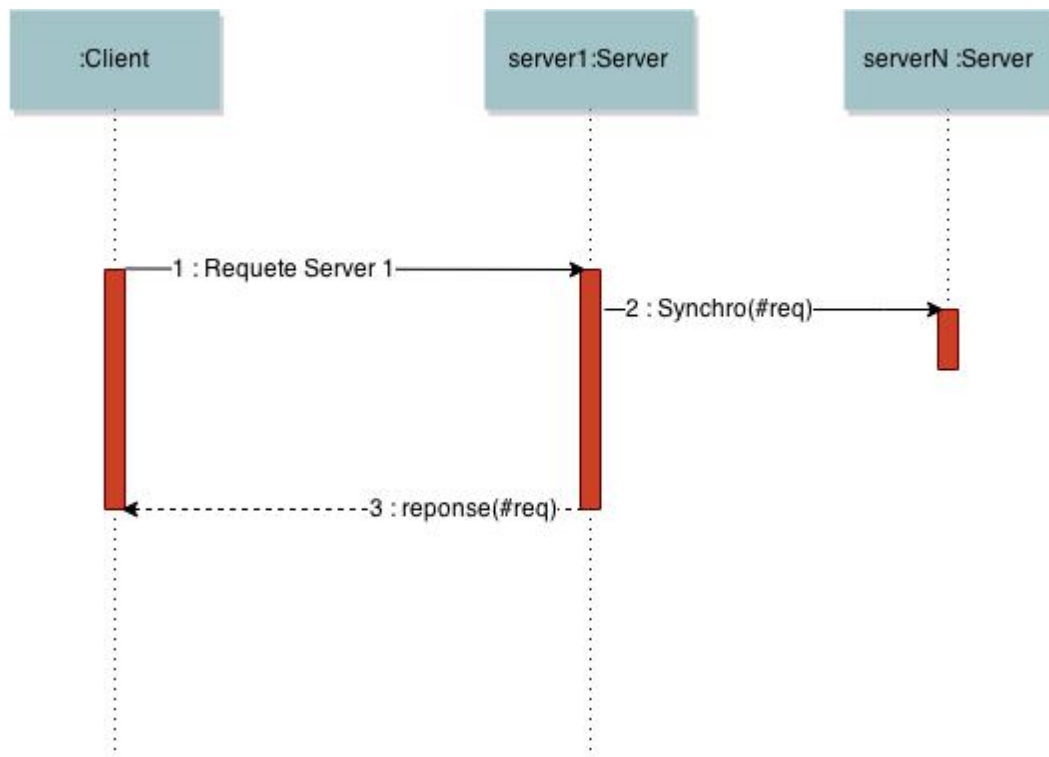 :Client
server1:Server
serverN :Server
1 : Requete Server 1
2 : Synchro(#req)
3 : reponse(#req)